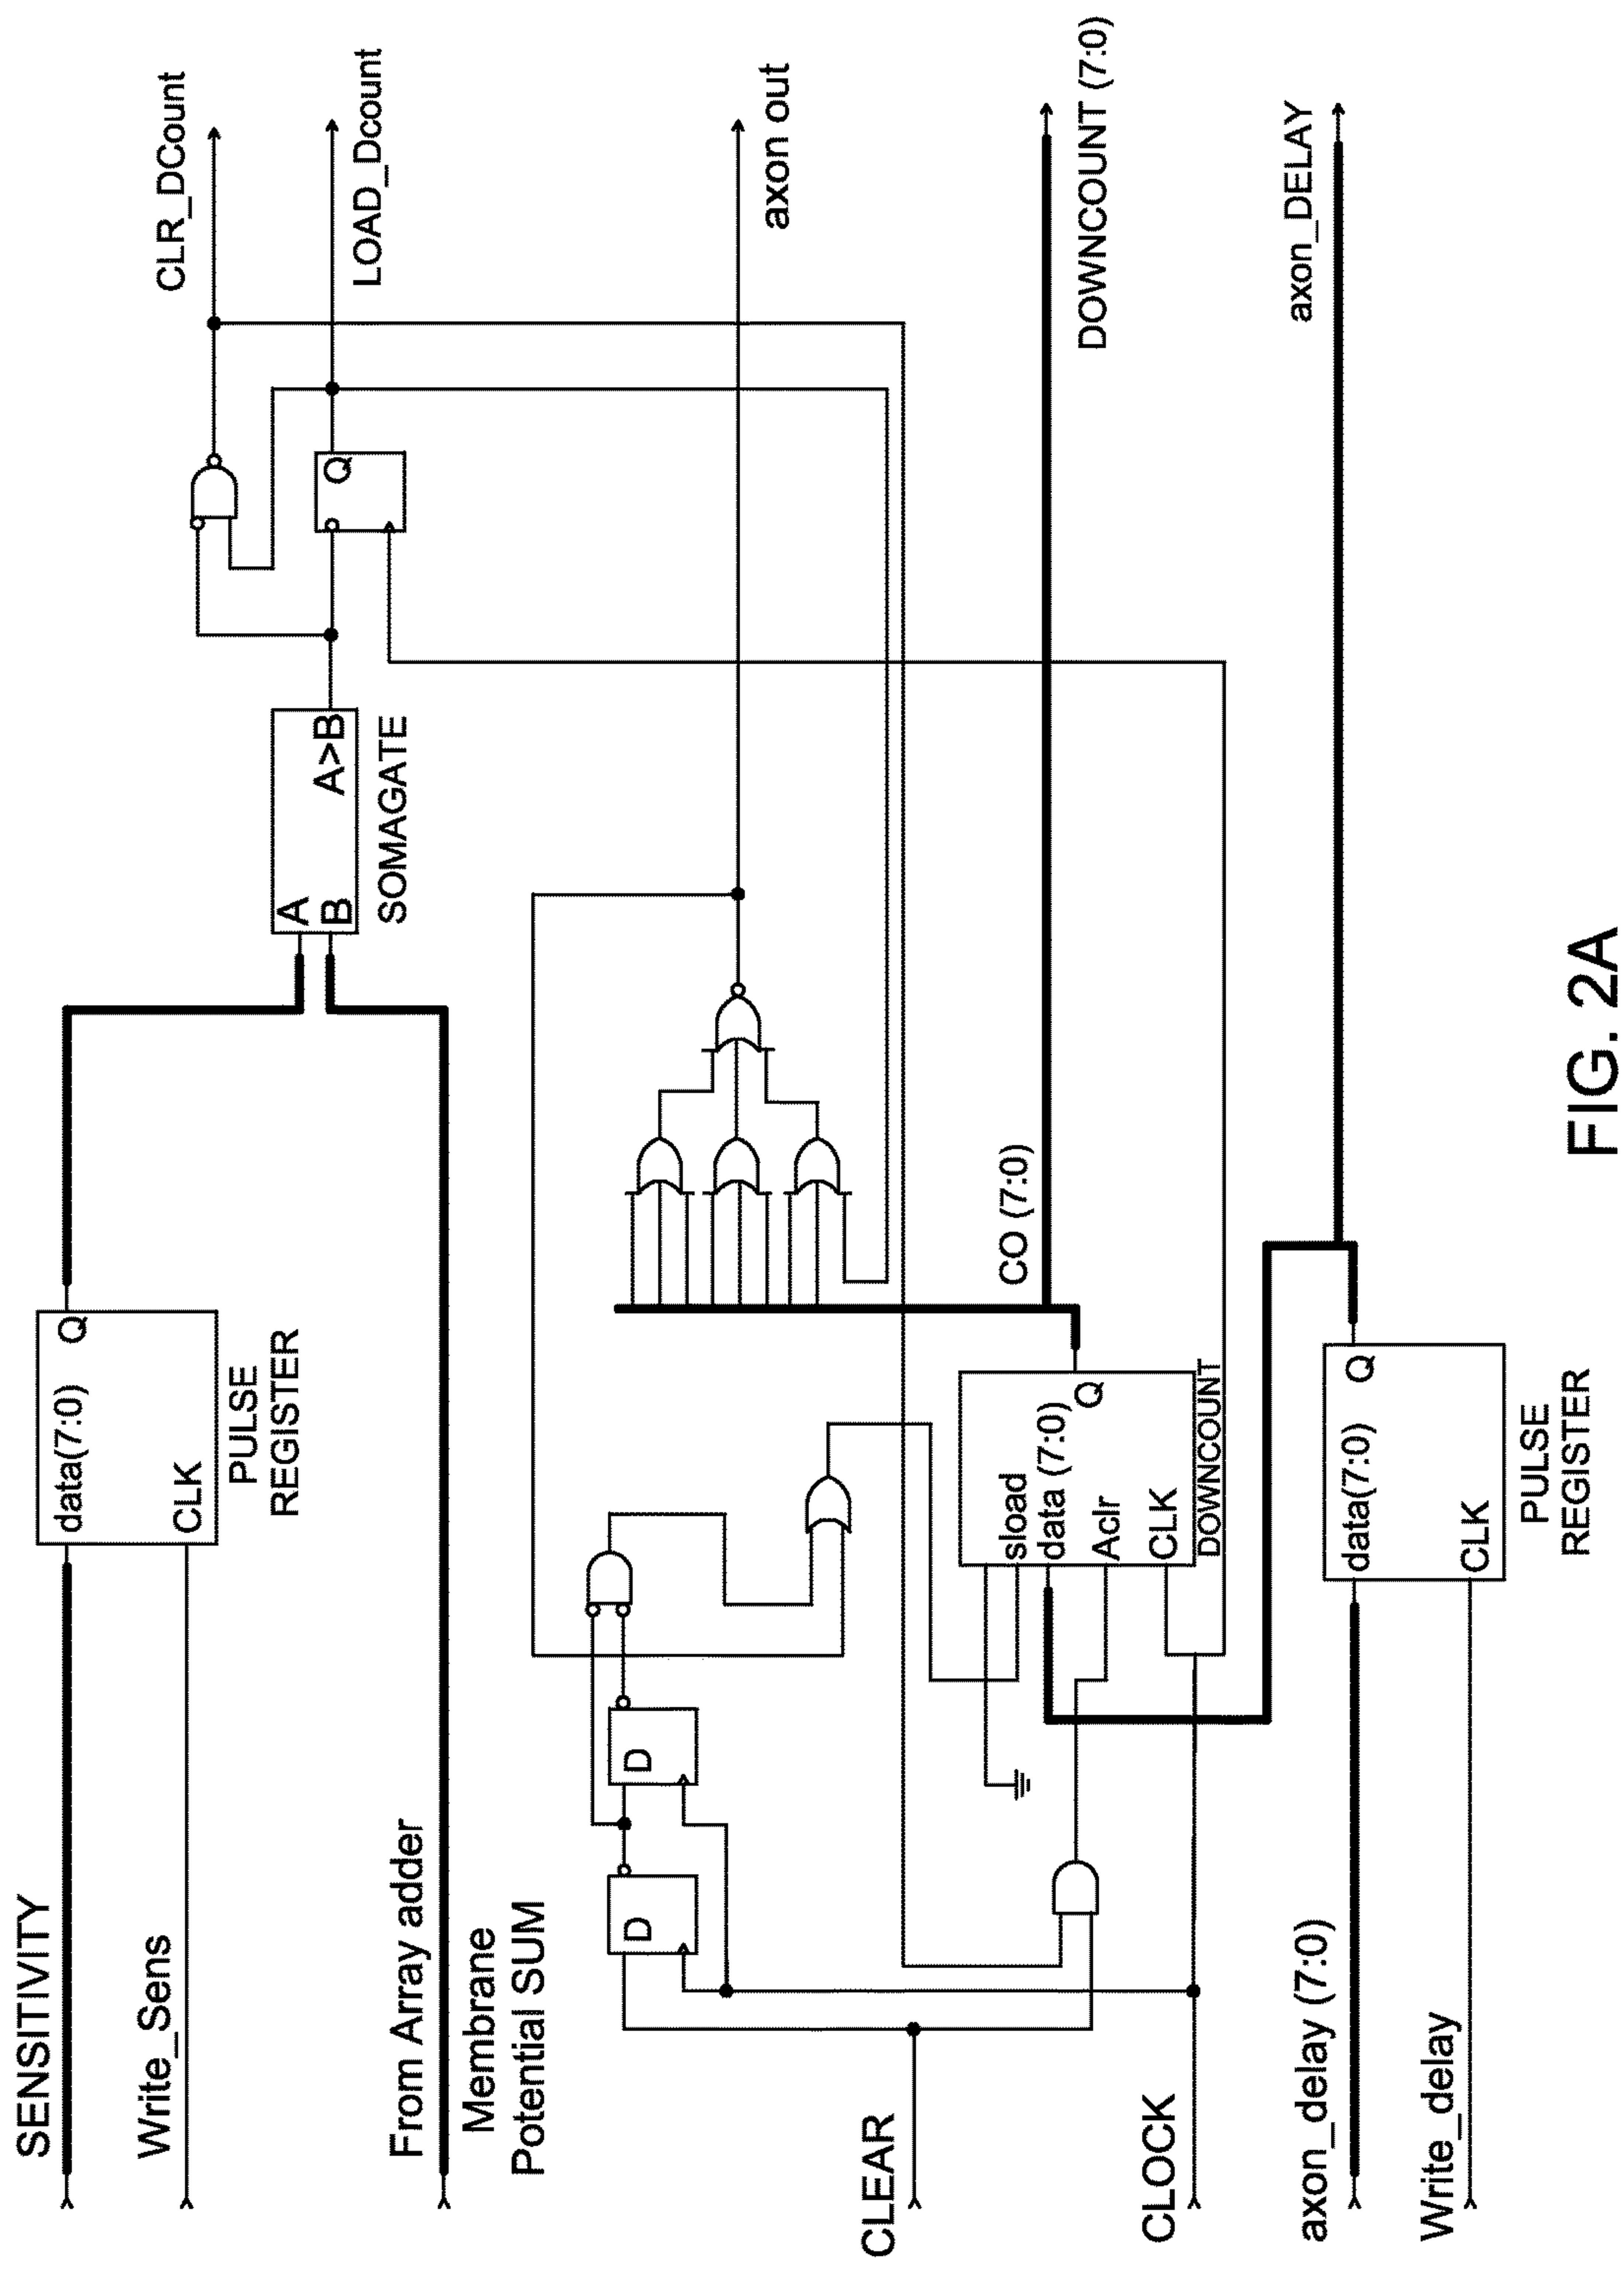 SENSITIVITY
Write_Sens
data(7:0)
Q
CLK
PULSE
REGISTER
From Array adder
Membrane
Potential SUM
A
B
A>B
SOMAGATE
Q
CLR_DCount
LOAD_Dcount
axon out
D
D
CLEAR
CLOCK
sload
data (7:0)
Q
Aclr
CLK
DOWNCOUNT
CO (7:0)
DOWNCOUNT (7:0)
axon_DELAY
axon_delay (7:0)
Write_delay
data(7:0)
Q
CLK
PULSE
REGISTER
FIG. 2A